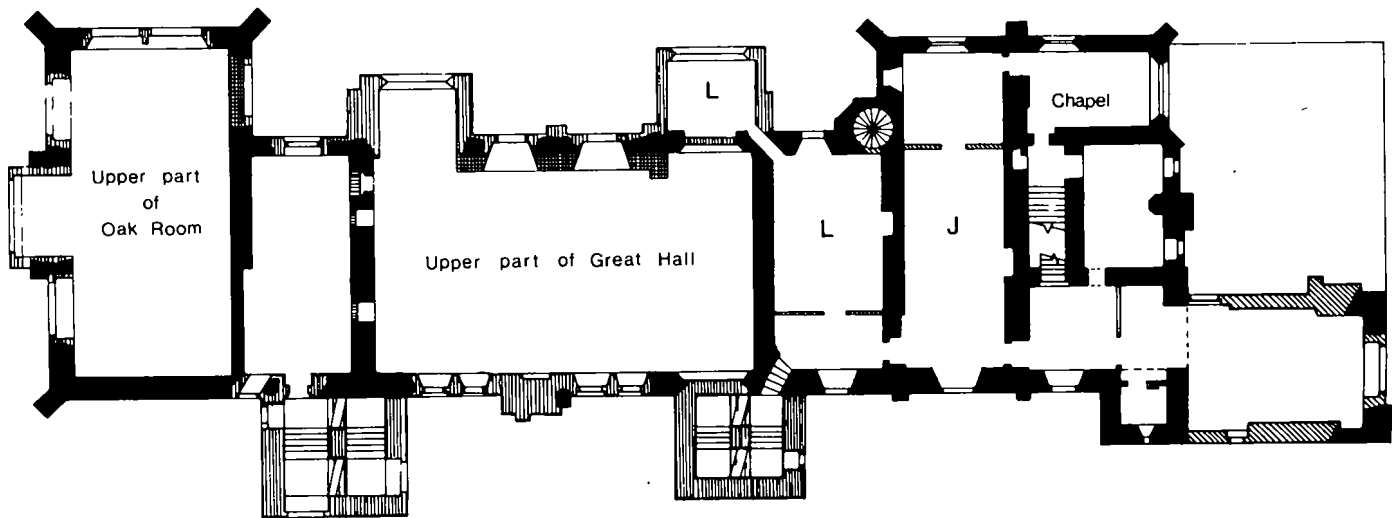 L
Chapel
Upper part
of
Oak Room
L
J
Upper part of Great Hall